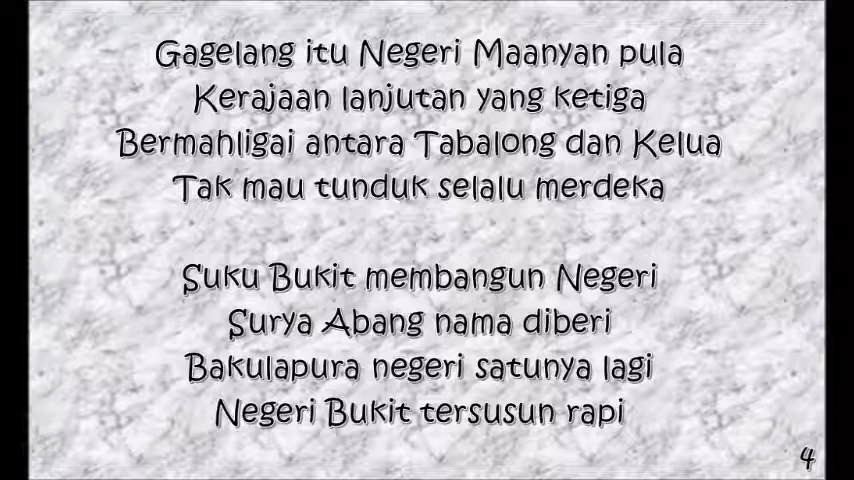 Gagelang itu Negeri Maanyan pula
Kerajaan lanjutan yang ketiga
Bermahligai antara Tabalong dan Kelua
Tak mau tunduk selalu merdeka
Suku Bukit membangun Negeri
Surya Abang nama diberi
Bakulapura negeri satunya lagi
Negeri Bukit tersusun rapi
4